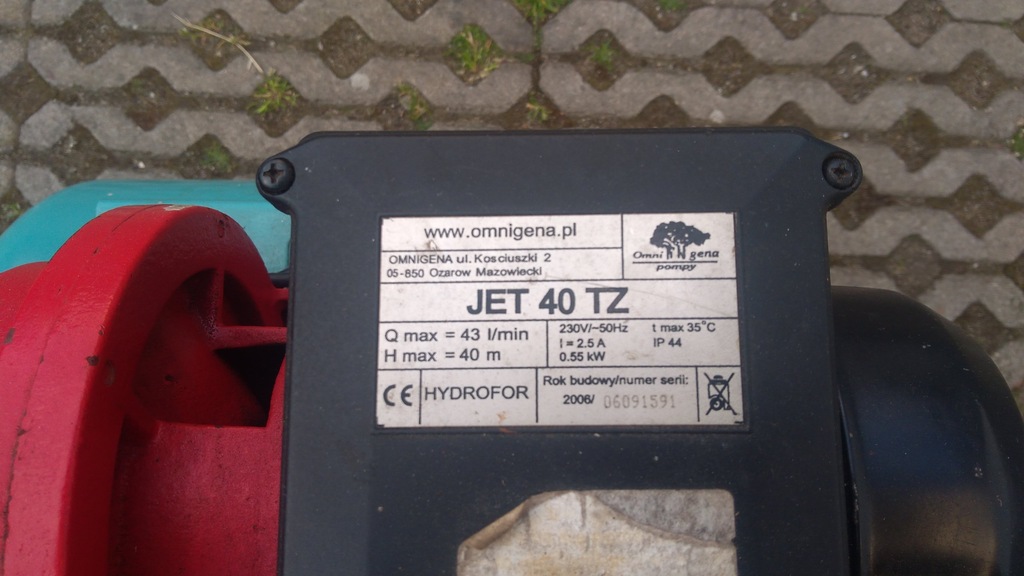 www.omnigena.pl
OMNIGENA ul. Kosciuszki 2
05-850 Ozarow Mazowiecki
Omni gena
pompy
JET 40 TZ
Q max = 43 l/min
H max = 40 m
230V/~50Hz t max 35°C
I = 2.5 A IP 44
0.55 kW
CE
HYDROFOR
Rok budowy/numer serii:
2006/ 06091591